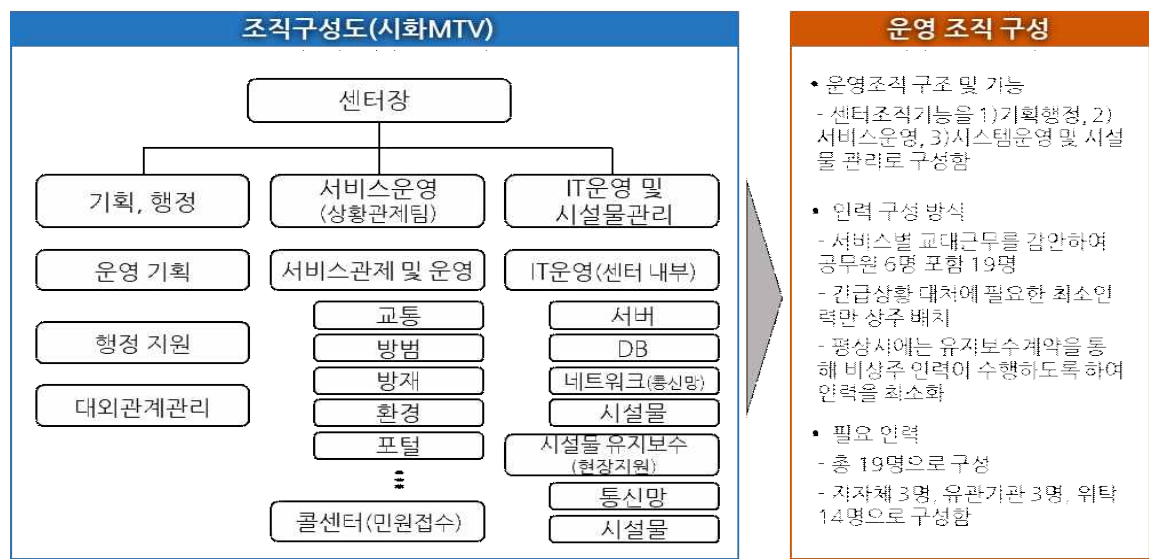 조직구성도(시화MTV)
센터장
기획, 행정
서비스운영
(상황관제팀)
IT운영 및
시설물관리
운영 기획
서비스관제 및 운영
IT운영(센터 내부)
교통
서버
행정 지원
방범
DB
방재
네트워크(통신망)
대외관계관리
환경
시설물
포털
시설물 유지보수
(현장지원)
통신망
콜센터(민원접수)
시설물
운영 조직 구성
• 운영조직 구조 및 기능
- 센터조직기능을 1)기획행정, 2)
서비스운영, 3)시스템운영 및 시설
물 관리로 구성함
• 인력 구성 방식
- 서비스별 교대근무를 감안하여
공무원 6명 포함 19명
- 긴급상황 대처에 필요한 최소인
력만 상주 배치
- 평상시에는 유지보수계약을 통
해 비상주 인력이 수행하도록 하여
인력을 최소화
• 필요 인력
- 총 19명으로 구성
- 지자체 3명, 유관기관 3명, 위탁
14명으로 구성함